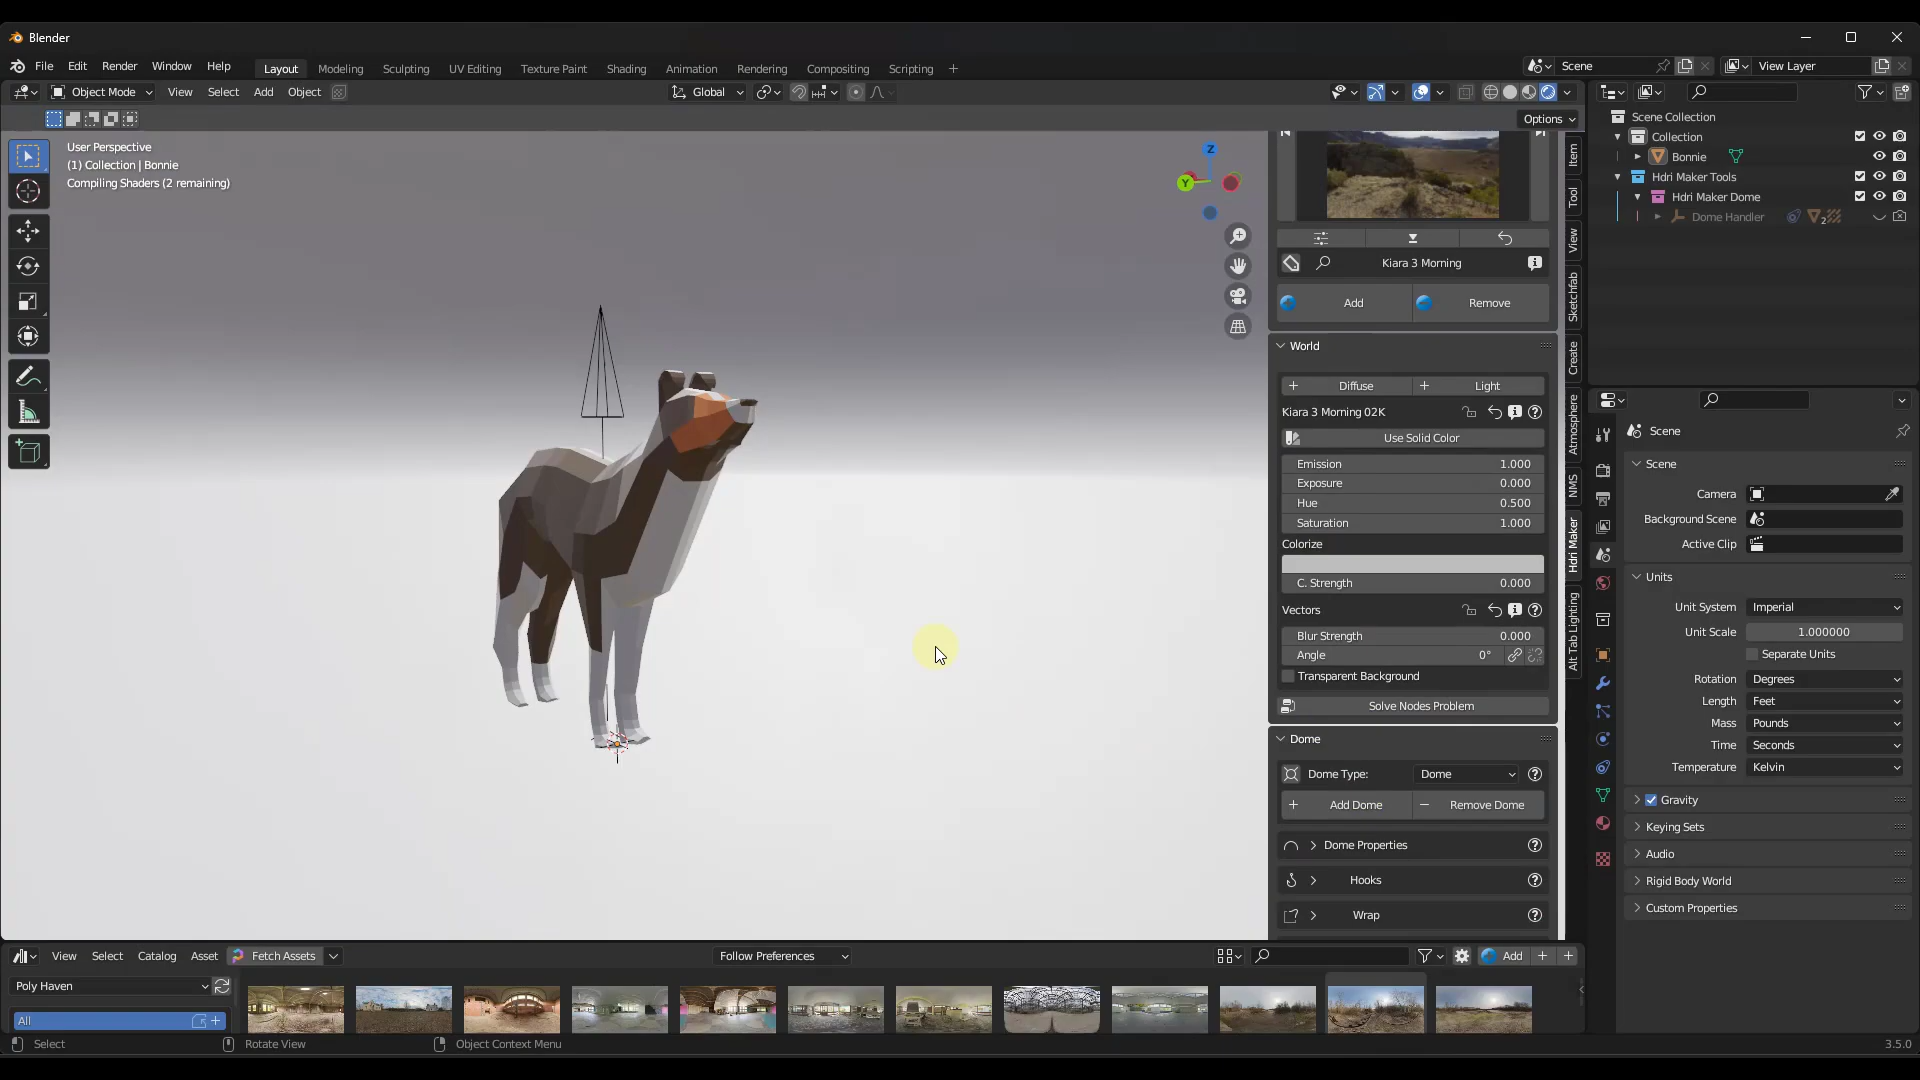 Blender
File Edit Render Window Help
Layout Modeling Sculpting UV Editing Texture Paint Shading Animation Rendering Compositing Scripting +
Scene
View Layer
Object Mode View Select Add Object
Global
Options
User Perspective
(1) Collection | Bonnie
Compiling Shaders (2 remaining)
Z
Y
Kiara 3 Morning
Add Remove
World
Diffuse Light
Kiara 3 Morning 02K
Use Solid Color
Emission 1.000
Exposure 0.000
Hue 0.500
Saturation 1.000
Colorize
C. Strength 0.000
Vectors
Blur Strength 0.000
Angle 0°
Transparent Background
Solve Nodes Problem
Dome
Dome Type: Dome
Add Dome Remove Dome
Dome Properties
Hooks
Wrap
Item
Tool
View
Sketchfab
Create
Atmosphere
NMS
Hdri Maker
Alt Tab Lighting
Scene Collection
Collection
Bonnie
Hdri Maker Tools
Hdri Maker Dome
Dome Handler 2
Scene
Scene
Camera
Background Scene
Active Clip
Units
Unit System Imperial
Unit Scale 1.000000
Separate Units
Rotation Degrees
Length Feet
Mass Pounds
Time Seconds
Temperature Kelvin
Gravity
Keying Sets
Audio
Rigid Body World
Custom Properties
View Select Catalog Asset Fetch Assets Follow Preferences Add
Poly Haven
All
Select Rotate View Object Context Menu 3.5.0